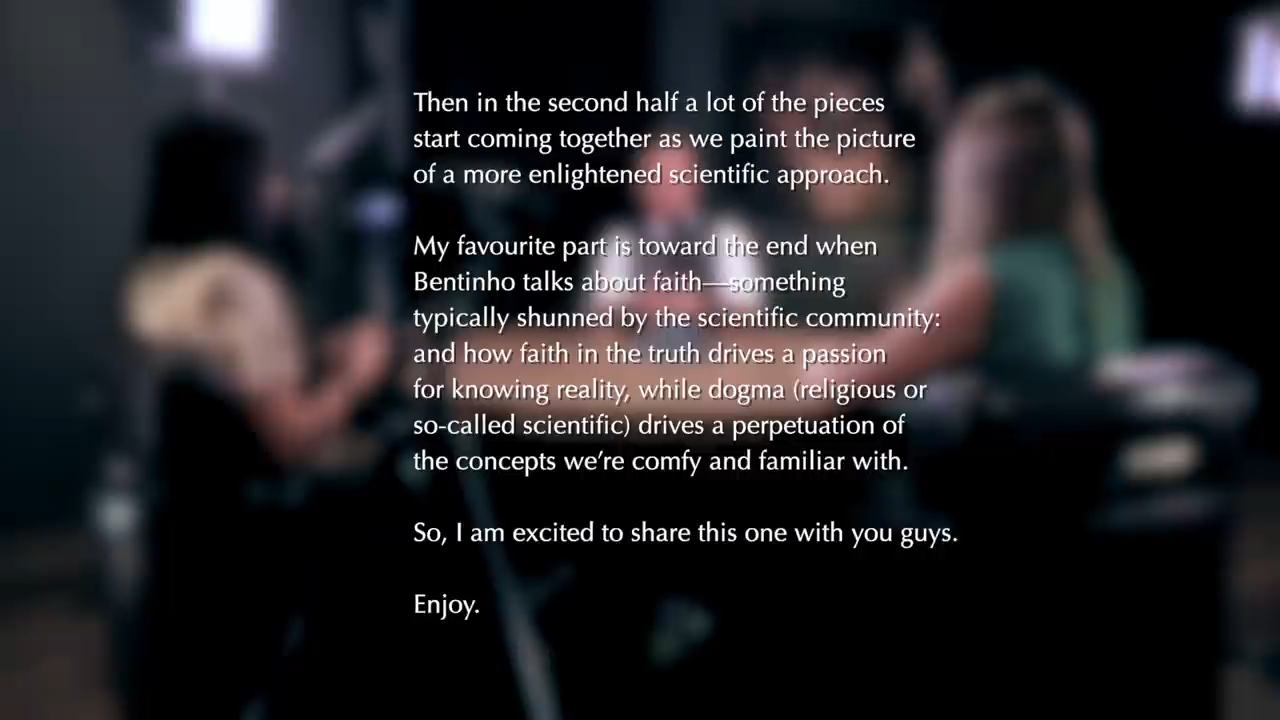 Then in the second half a lot of the pieces
start coming together as we paint the picture
of a more enlightened scientific approach.
My favourite part is toward the end when
Bentinho talks about faith—something
typically shunned by the scientific community:
and how faith in the truth drives a passion
for knowing reality, while dogma (religious or
so-called scientific) drives a perpetuation of
the concepts we're comfy and familiar with.
So, I am excited to share this one with you guys.
Enjoy.